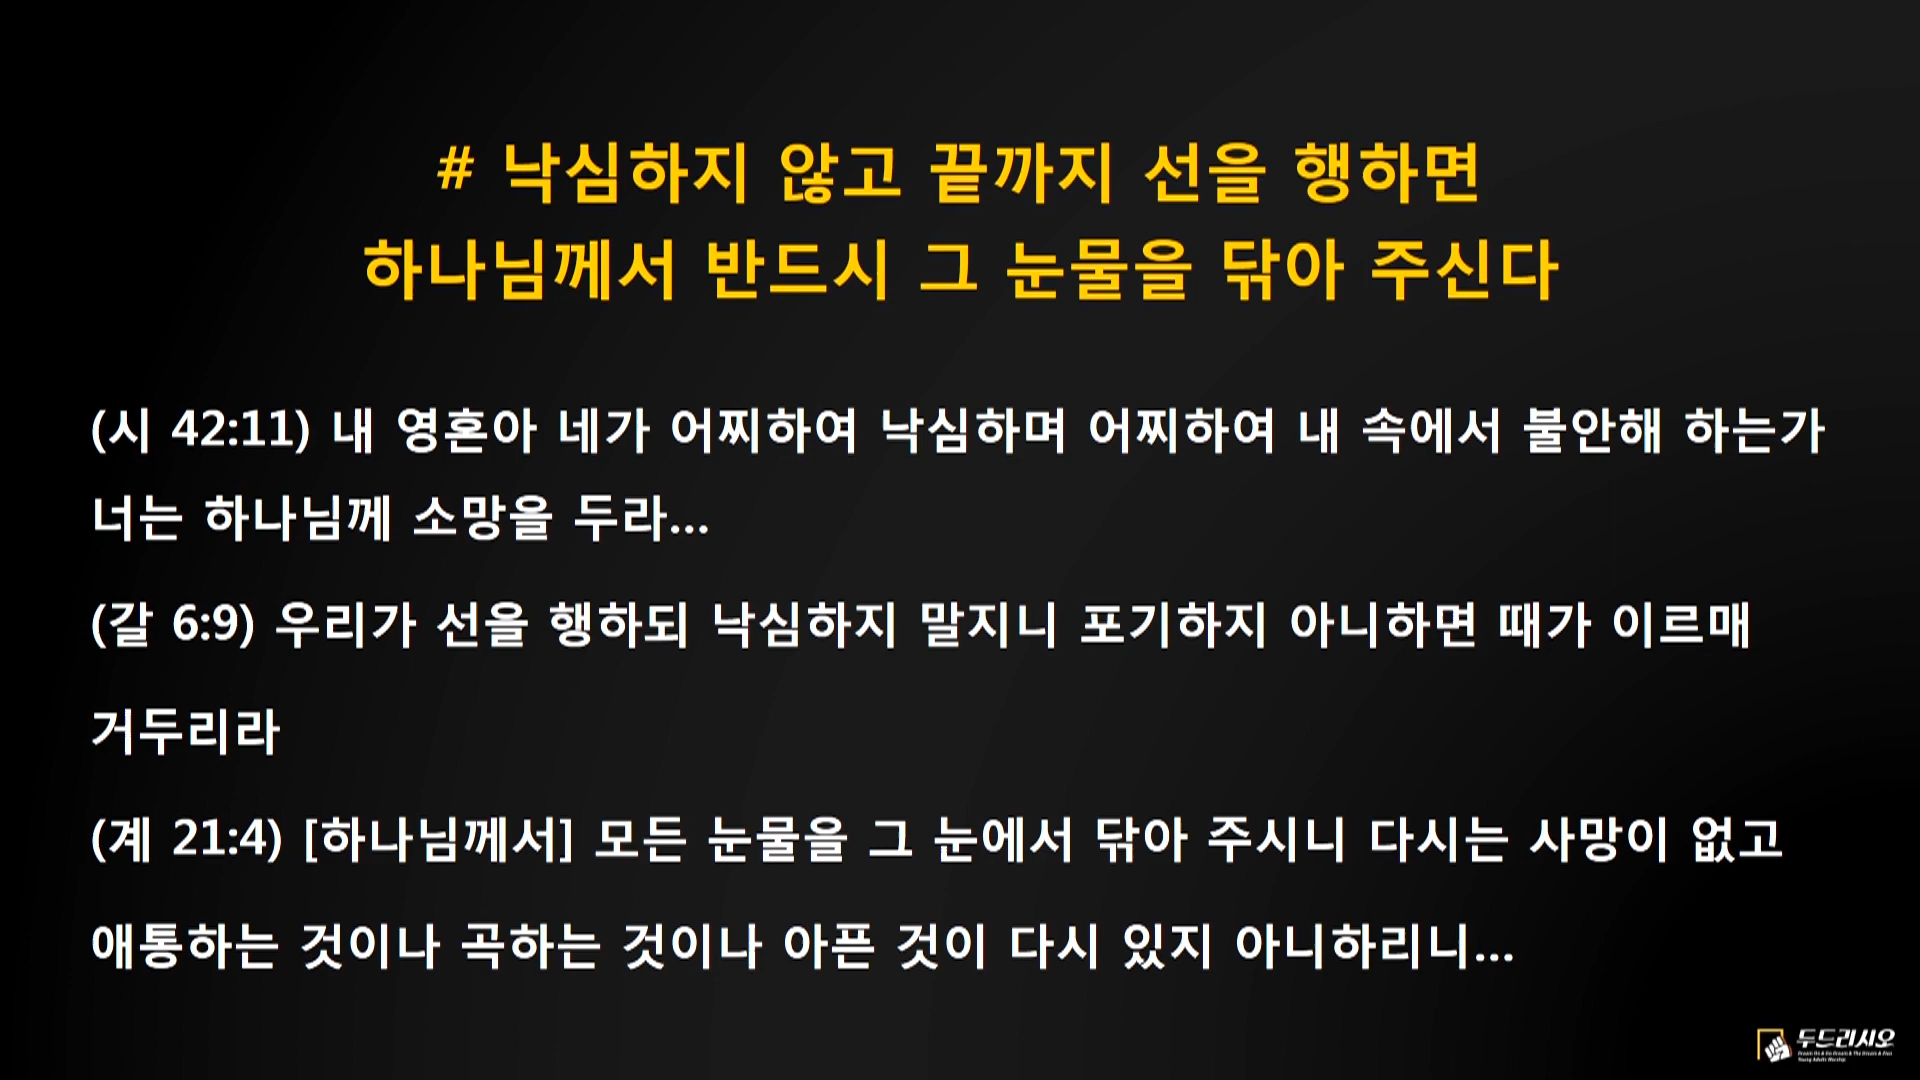 # 낙심하지 않고 끝까지 선을 행하면
하나님께서 반드시 그 눈물을 닦아 주신다
(시 42:11) 내 영혼아 네가 어찌하여 낙심하며 어찌하여 내 속에서 불안해 하는가
너는 하나님께 소망을 두라...
(갈 6:9) 우리가 선을 행하되 낙심하지 말지니 포기하지 아니하면 때가 이르매
거두리라
(계 21:4) [하나님께서] 모든 눈물을 그 눈에서 닦아 주시니 다시는 사망이 없고
애통하는 것이나 곡하는 것이나 아픈 것이 다시 있지 아니하리니...
두드리시오
Young Adults Worship